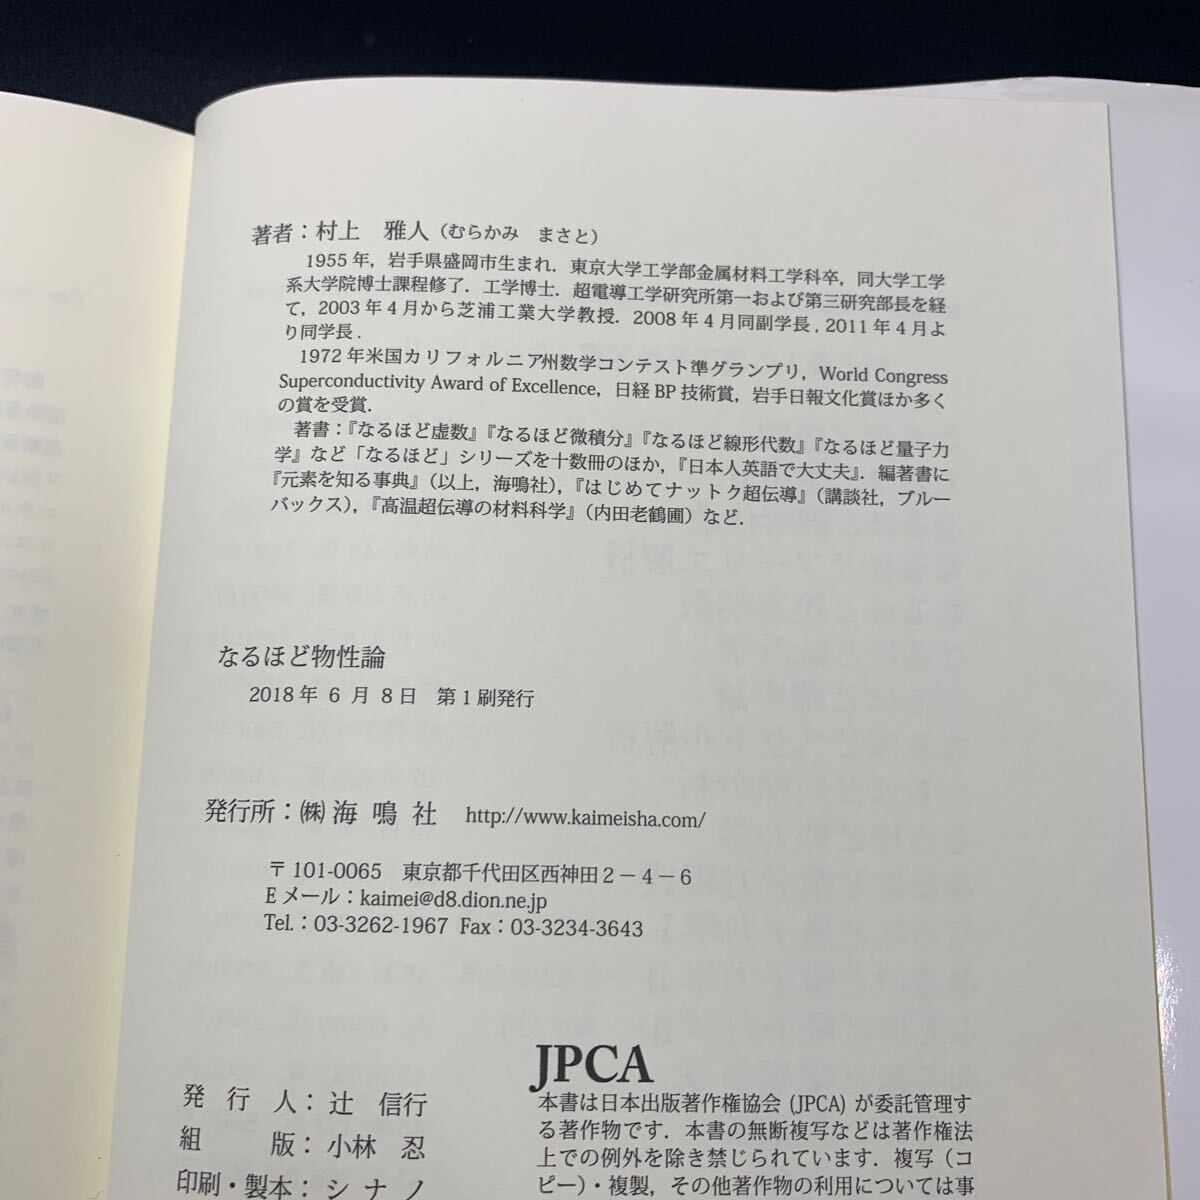 著者：村上　雅人（むらかみ　まさと）
1955年，岩手県盛岡市生まれ．東京大学工学部金属材料工学科卒，同大学工学
系大学院博士課程修了．工学博士．超電導工学研究所第一および第三研究部長を経
て，2003年4月から芝浦工業大学教授．2008年4月同副学長，2011年4月よ
り同学長．
1972年米国カリフォルニア州数学コンテスト準グランプリ，World Congress
Superconductivity Award of Excellence，日経BP技術賞，岩手日報文化賞ほか多く
の賞を受賞．
著書：『なるほど虚数』『なるほど微積分』『なるほど線形代数』『なるほど量子力
学』など「なるほど」シリーズを十数冊のほか，『日本人英語で大丈夫』．編著書に
『元素を知る事典』（以上，海鳴社），『はじめてナットク超伝導』（講談社，ブルー
バックス），『高温超伝導の材料科学』（内田老鶴圃）など．
なるほど物性論
2018年 6 月 8 日　第1刷発行
発行所：㈱ 海 鳴 社　http://www.kaimeisha.com/
〒101-0065　東京都千代田区西神田2－4－6
Eメール：kaimei@d8.dion.ne.jp
Tel.：03-3262-1967 Fax：03-3234-3643
発 行 人：辻 信行
組　　版：小林 忍
印刷・製本：シ ナ ノ
JPCA
本書は日本出版著作権協会 (JPCA) が委託管理す
る著作物です．本書の無断複写などは著作権法
上での例外を除き禁じられています．複写（コ
ピー）・複製，その他著作物の利用については事